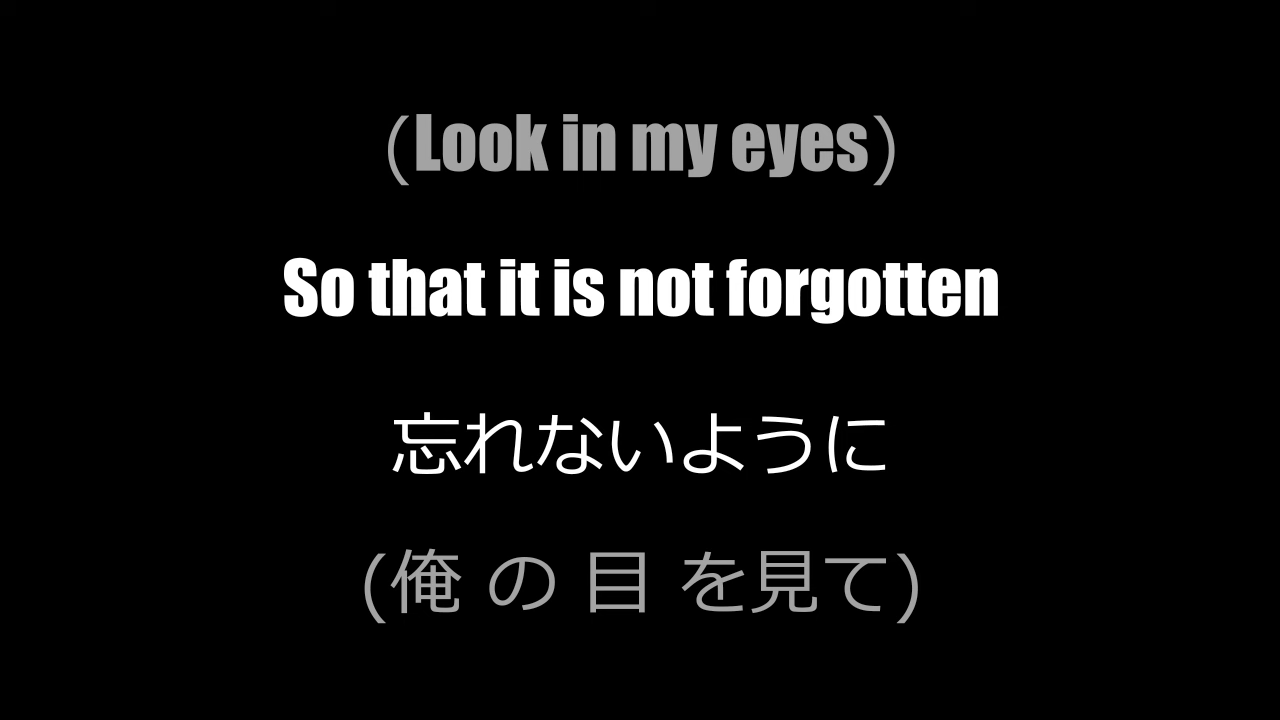 (Look in my eyes)
So that it is not forgotten
忘れないように
(俺 の 目 を見て)